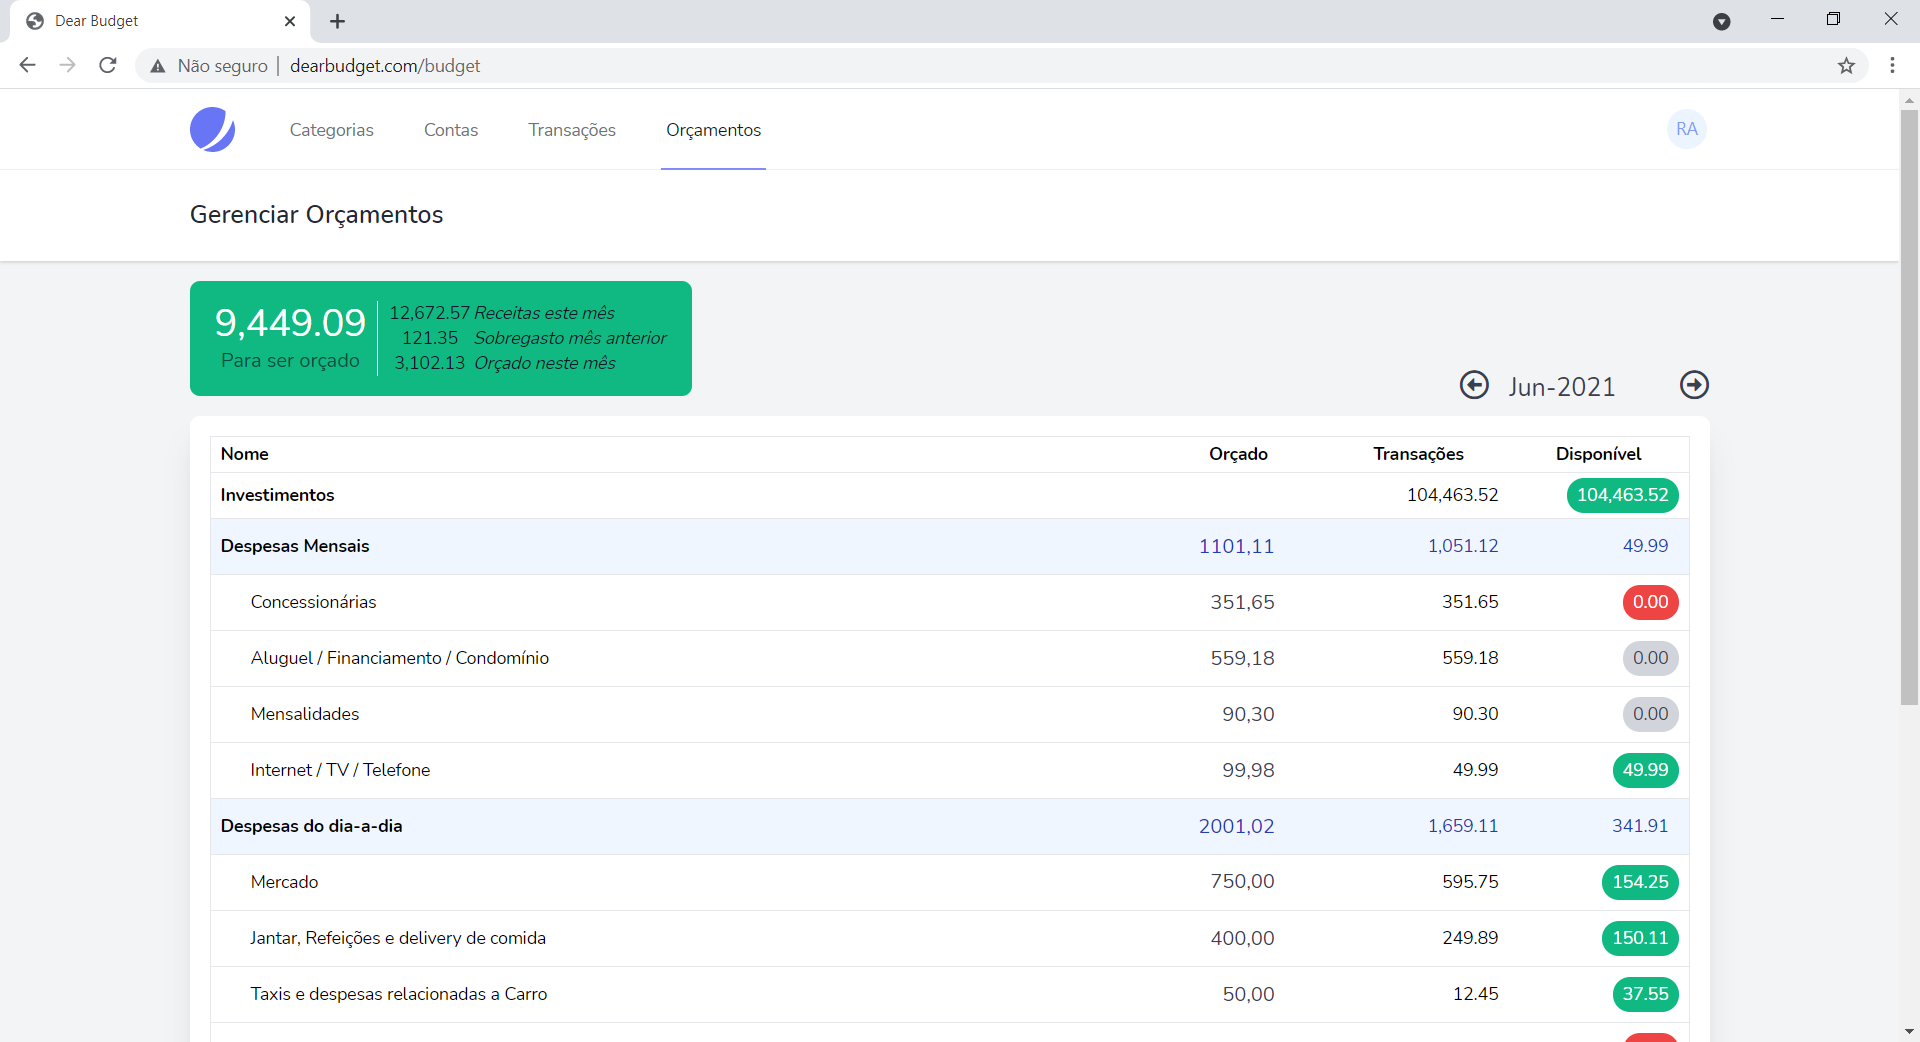 Dear Budget
Não seguro dearbudget.com/budget
Categorias Contas Transações Orçamentos RA
Gerenciar Orçamentos
9,449.09
Para ser orçado
12,672.57 Receitas este mês
121.35 Sobregasto mês anterior
3,102.13 Orçado neste mês
Jun-2021
Nome Orçado Transações Disponível
Investimentos 104,463.52 104,463.52
Despesas Mensais 1101,11 1,051.12 49.99
Concessionárias 351,65 351.65 0.00
Aluguel / Financiamento / Condomínio 559,18 559.18 0.00
Mensalidades 90,30 90.30 0.00
Internet / TV / Telefone 99,98 49.99 49.99
Despesas do dia-a-dia 2001,02 1,659.11 341.91
Mercado 750,00 595.75 154.25
Jantar, Refeições e delivery de comida 400,00 249.89 150.11
Taxis e despesas relacionadas a Carro 50,00 12.45 37.55